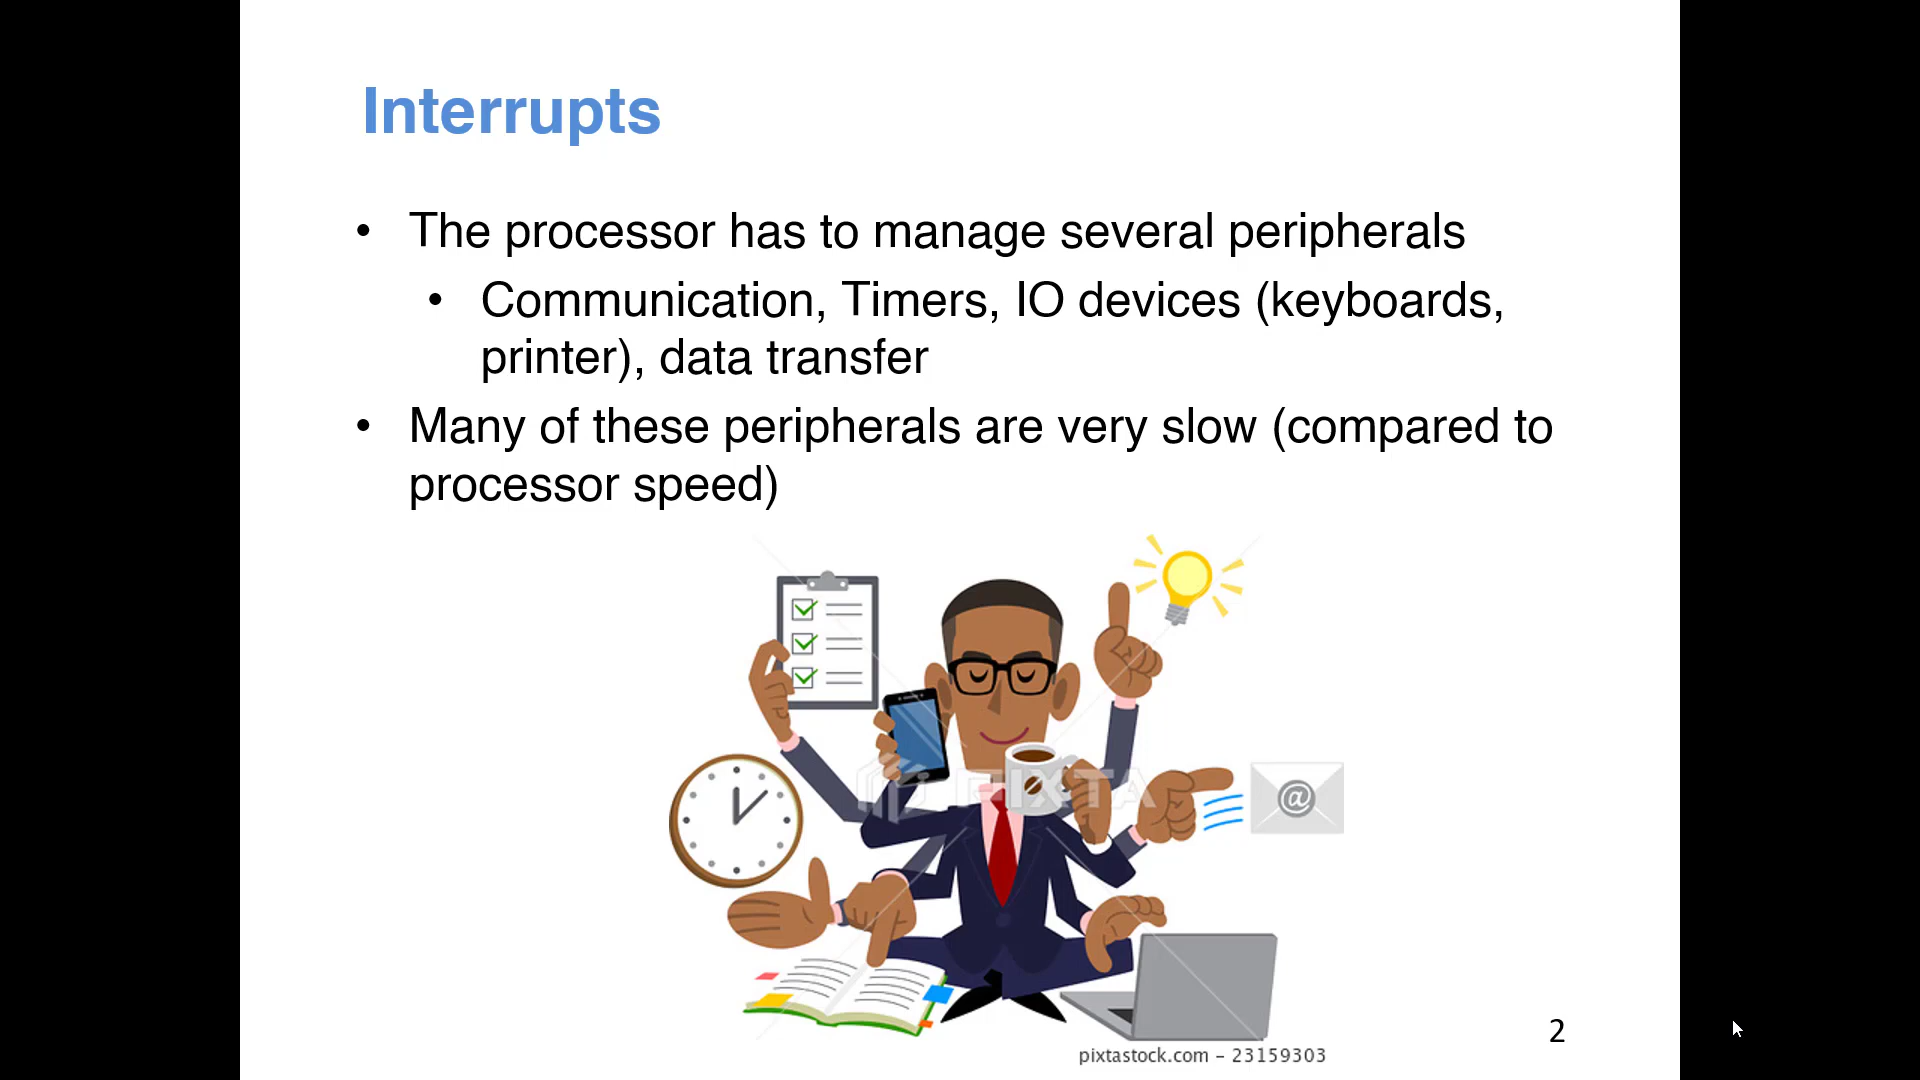 Interrupts
• The processor has to manage several peripherals
• Communication, Timers, IO devices (keyboards,
printer), data transfer
• Many of these peripherals are very slow (compared to
processor speed)
@
PIXTA
2
pixtastock.com – 23159303